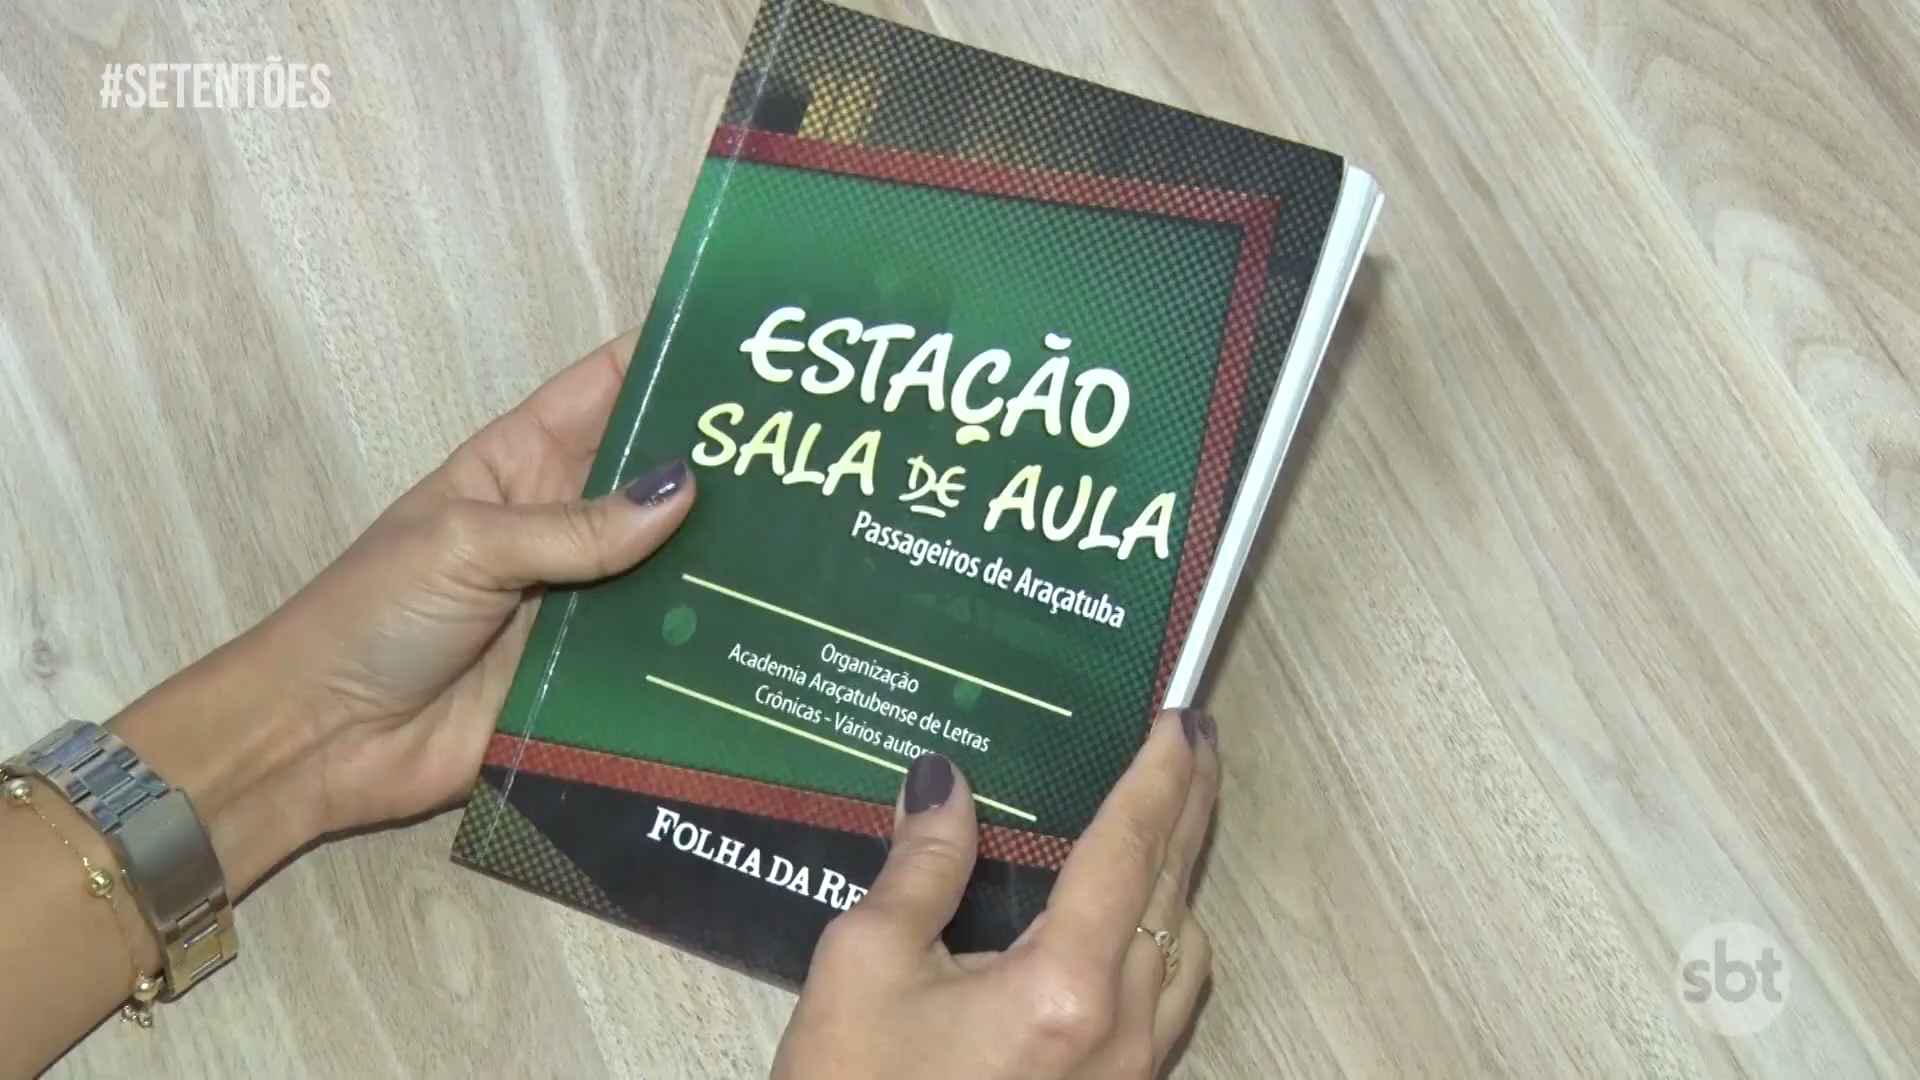 #SETENTÕES
ESTAÇÃO
SALA DE AULA
Passageiros de Araçatuba
Organização
Academia Araçatubense de Letras
Crônicas - Vários
FOLHA DA
sbt